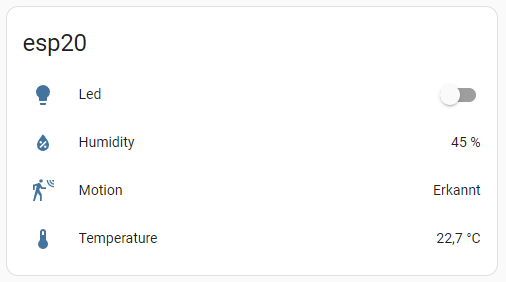 esp20
Led
Humidity 45 %
Motion Erkannt
Temperature 22,7 °C